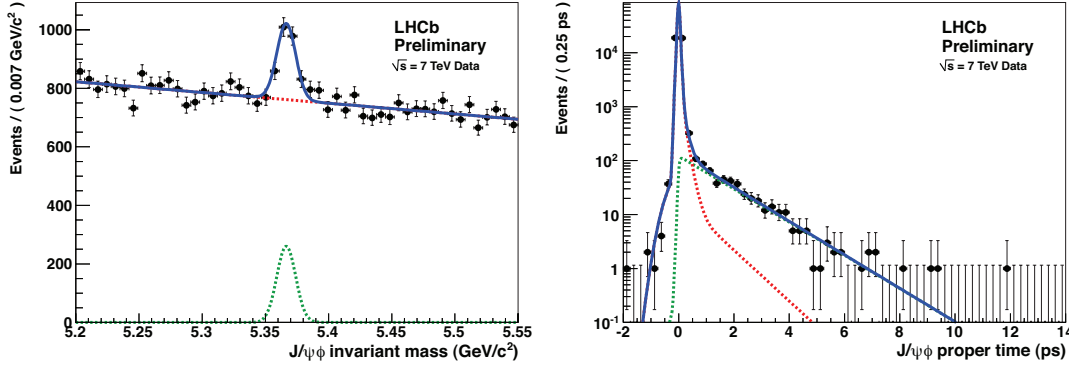 LHCb
Preliminary
√s = 7 TeV Data
Events / ( 0.007 GeV/c²)
1000
800
600
400
200
0
5.2 5.25 5.3 5.35 5.4 5.45 5.5 5.55
J/ψϕ invariant mass (GeV/c²)
LHCb
Preliminary
√s = 7 TeV Data
Events / ( 0.25 ps)
10⁴
10³
10²
10
1
10⁻¹
-2 0 2 4 6 8 10 12 14
J/ψϕ proper time (ps)